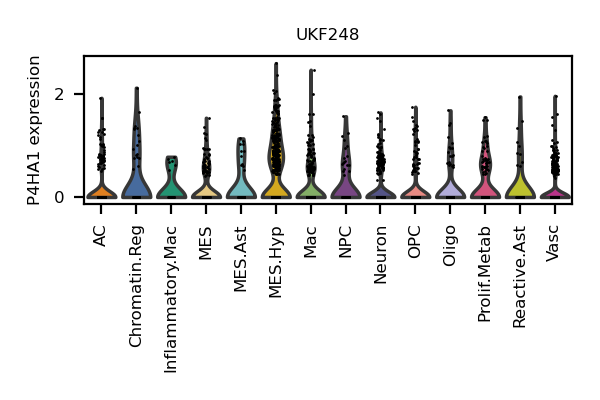 UKF248
P4HA1 expression
2
0
AC
Chromatin.Reg
Inflammatory.Mac
MES
MES.Ast
MES.Hyp
Mac
NPC
Neuron
OPC
Oligo
Prolif.Metab
Reactive.Ast
Vasc